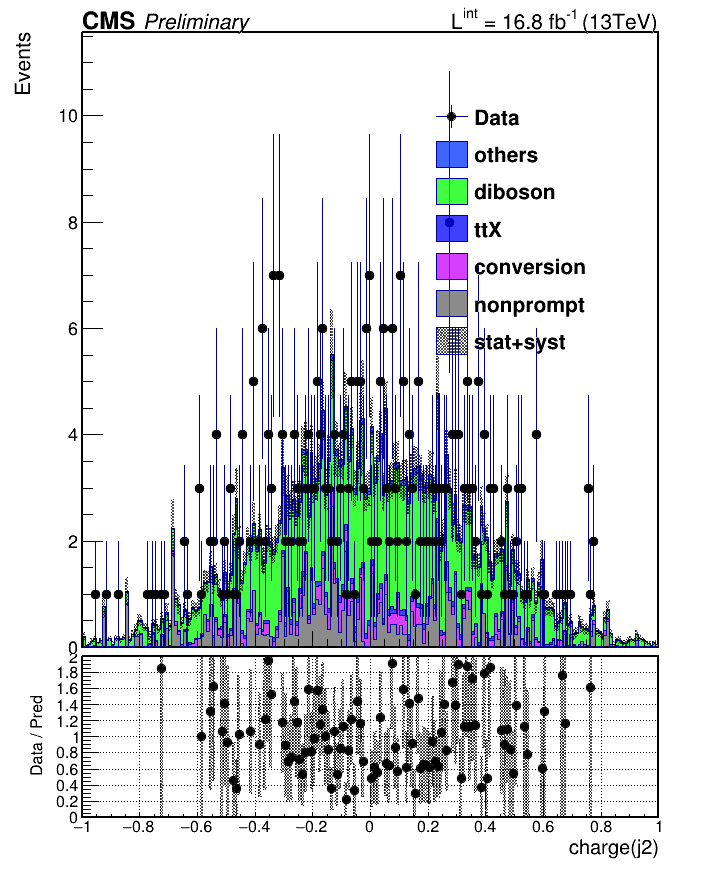 CMS Preliminary L^int = 16.8 fb^-1 (13TeV)
Events
10
8
6
4
2
0
Data
others
diboson
ttX
conversion
nonprompt
stat+syst
Data / Pred
2
1.8
1.6
1.4
1.2
1
0.8
0.6
0.4
0.2
0
−1 −0.8 −0.6 −0.4 −0.2 0 0.2 0.4 0.6 0.8 1
charge(j2)